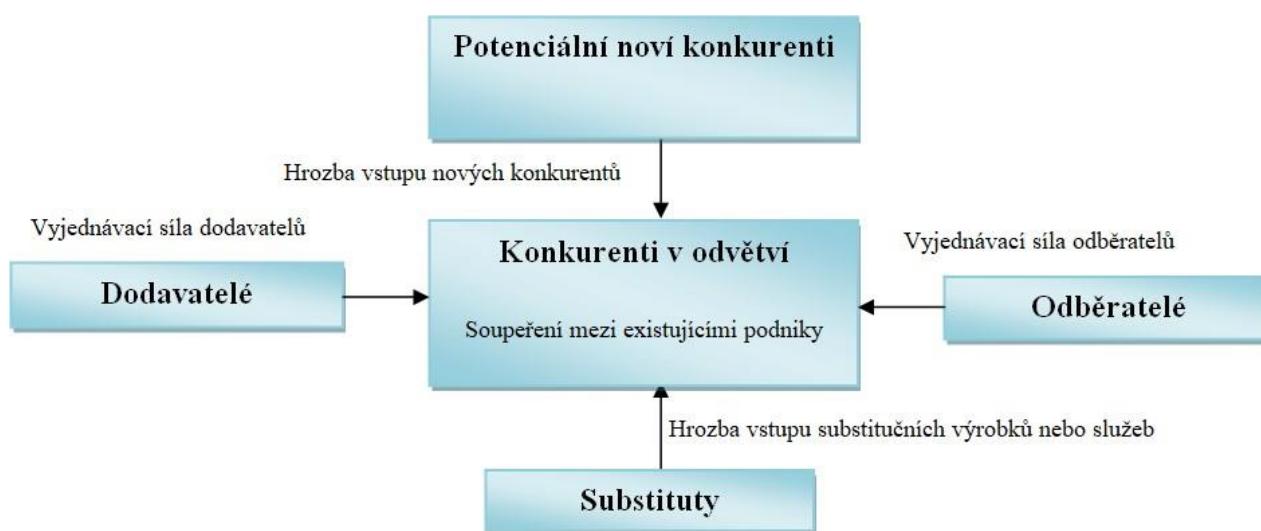 Potenciální noví konkurenti
Hrozba vstupu nových konkurentů
Vyjednávací síla dodavatelů
Dodavatelé
Konkurenti v odvětví
Soupeření mezi existujícími podniky
Vyjednávací síla odběratelů
Odběratelé
Hrozba vstupu substitučních výrobků nebo služeb
Substituty